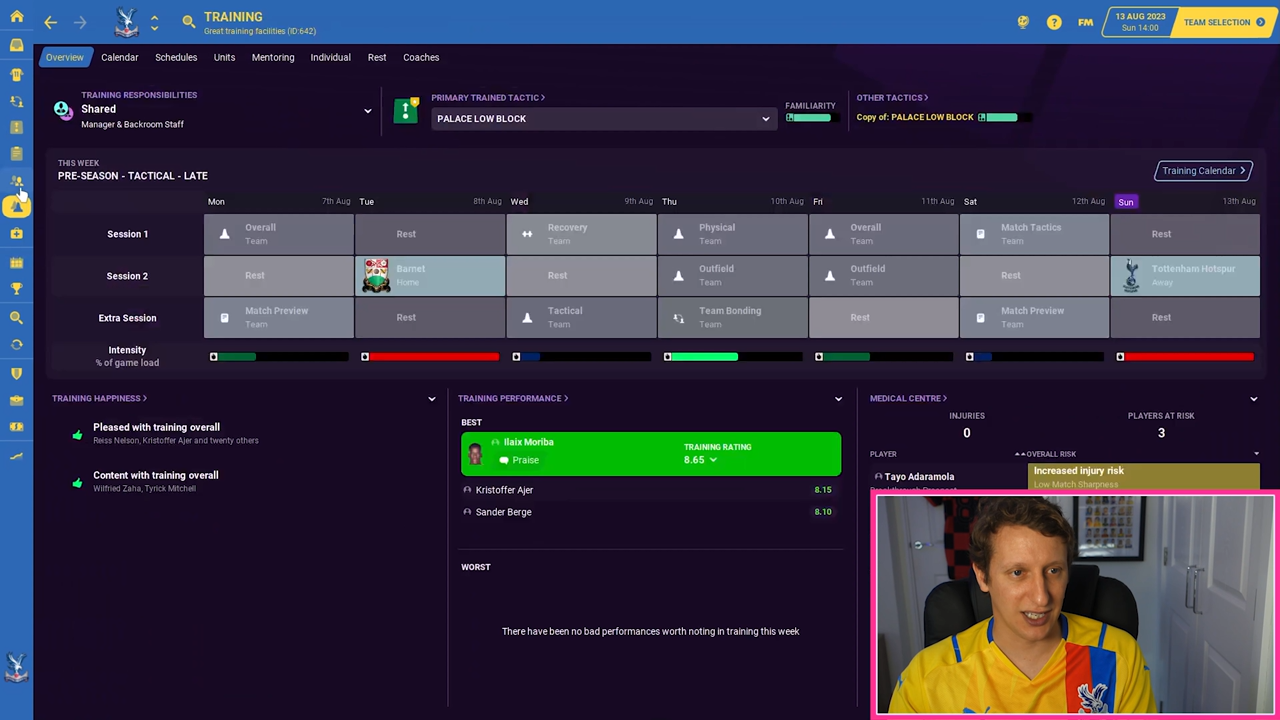 TRAINING
Great training facilities (ID:642)
FM
13 AUG 2023
Sun 14:00
TEAM SELECTION
Overview
Calendar
Schedules
Units
Mentoring
Individual
Rest
Coaches
TRAINING RESPONSIBILITIES >
Shared
Manager & Backroom Staff
PRIMARY TRAINED TACTIC >
PALACE LOW BLOCK
FAMILIARITY
OTHER TACTICS >
Copy of: PALACE LOW BLOCK
THIS WEEK
PRE-SEASON - TACTICAL - LATE
Training Calendar >
Mon 7th Aug Tue 8th Aug Wed 9th Aug Thu 10th Aug Fri 11th Aug Sat 12th Aug Sun 13th Aug
Session 1
Overall
Team
Rest
Recovery
Team
Physical
Team
Overall
Team
Match Tactics
Team
Rest
Session 2
Rest
Barnet
Home
Rest
Outfield
Team
Outfield
Team
Rest
Tottenham Hotspur
Away
Extra Session
Match Preview
Team
Rest
Tactical
Team
Team Bonding
Team
Rest
Match Preview
Team
Rest
Intensity
% of game load
TRAINING HAPPINESS >
Pleased with training overall
Reiss Nelson, Kristoffer Ajer and twenty others
Content with training overall
Wilfried Zaha, Tyrick Mitchell
TRAINING PERFORMANCE >
BEST
Ilaix Moriba
Praise
TRAINING RATING
8.65
Kristoffer Ajer 8.15
Sander Berge 8.10
WORST
There have been no bad performances worth noting in training this week
MEDICAL CENTRE >
INJURIES
0
PLAYERS AT RISK
3
PLAYER
OVERALL RISK
Tayo Adaramola
Increased injury risk
Low Match Sharpness